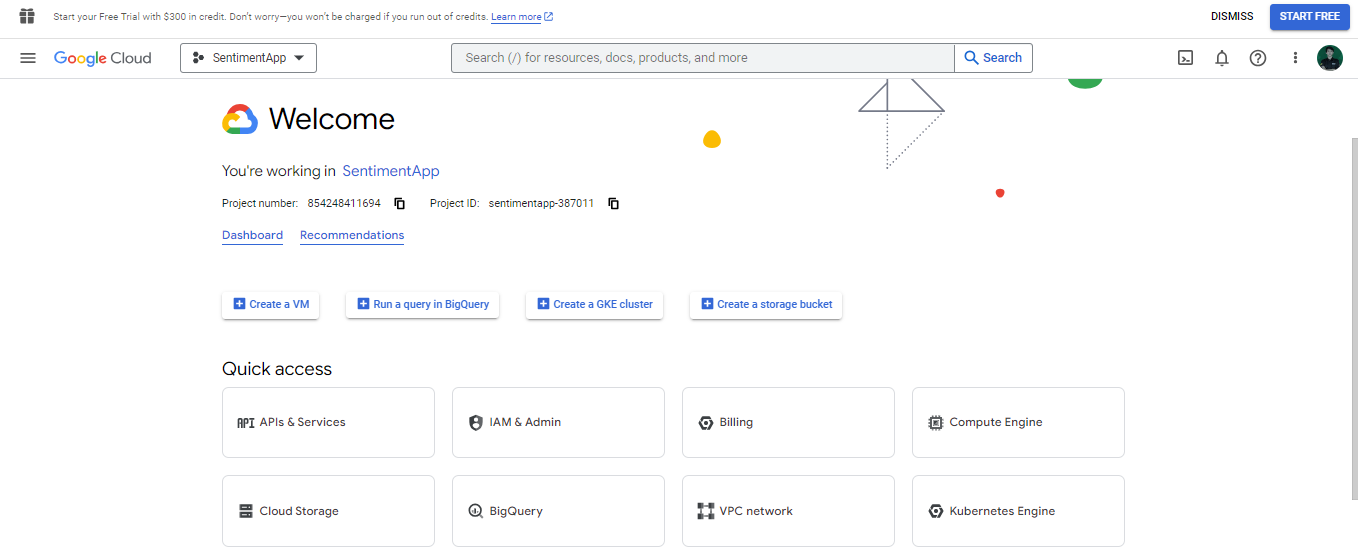 Start your Free Trial with $300 in credit. Don't worry—you won't be charged if you run out of credits. Learn more DISMISS START FREE
Google Cloud SentimentApp Search (/) for resources, docs, products, and more Search
Welcome
You're working in SentimentApp
Project number: 854248411694 Project ID: sentimentapp-387011
Dashboard Recommendations
Create a VM Run a query in BigQuery Create a GKE cluster Create a storage bucket
Quick access
API APIs & Services IAM & Admin Billing Compute Engine
Cloud Storage BigQuery VPC network Kubernetes Engine